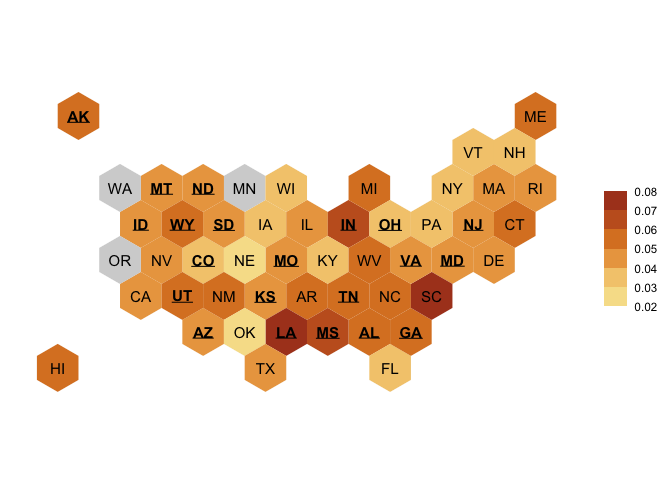 AK ME
VT NH
WA MT ND MN WI MI NY MA RI
ID WY SD IA IL IN OH PA NJ CT
OR NV CO NE MO KY WV VA MD DE
CA UT NM KS AR TN NC SC
AZ OK LA MS AL GA
HI TX FL
0.08
0.07
0.06
0.05
0.04
0.03
0.02